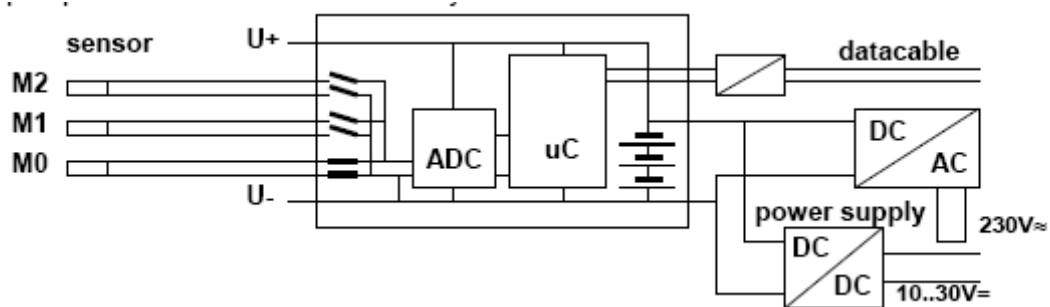 sensor
U+
datacable
M2
M1
M0
ADC
uC
DC
AC
U-
power supply
230V≈
DC
DC
10..30V=